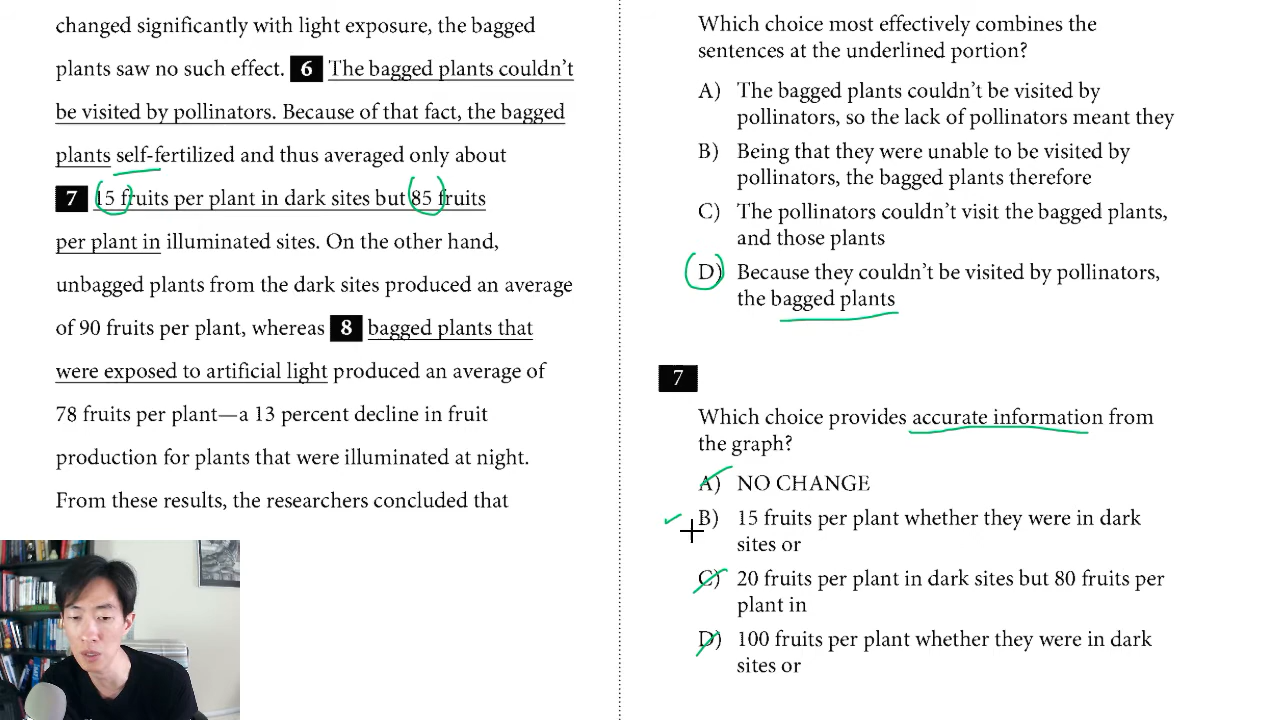 changed significantly with light exposure, the bagged
plants saw no such effect. 6 The bagged plants couldn’t
be visited by pollinators. Because of that fact, the bagged
plants self-fertilized and thus averaged only about
7 15 fruits per plant in dark sites but 85 fruits
per plant in illuminated sites. On the other hand,
unbagged plants from the dark sites produced an average
of 90 fruits per plant, whereas 8 bagged plants that
were exposed to artificial light produced an average of
78 fruits per plant—a 13 percent decline in fruit
production for plants that were illuminated at night.
From these results, the researchers concluded that
Which choice most effectively combines the
sentences at the underlined portion?
A) The bagged plants couldn’t be visited by
pollinators, so the lack of pollinators meant they
B) Being that they were unable to be visited by
pollinators, the bagged plants therefore
C) The pollinators couldn’t visit the bagged plants,
and those plants
D) Because they couldn’t be visited by pollinators,
the bagged plants
7
Which choice provides accurate information from
the graph?
A) NO CHANGE
B) 15 fruits per plant whether they were in dark
sites or
C) 20 fruits per plant in dark sites but 80 fruits per
plant in
D) 100 fruits per plant whether they were in dark
sites or